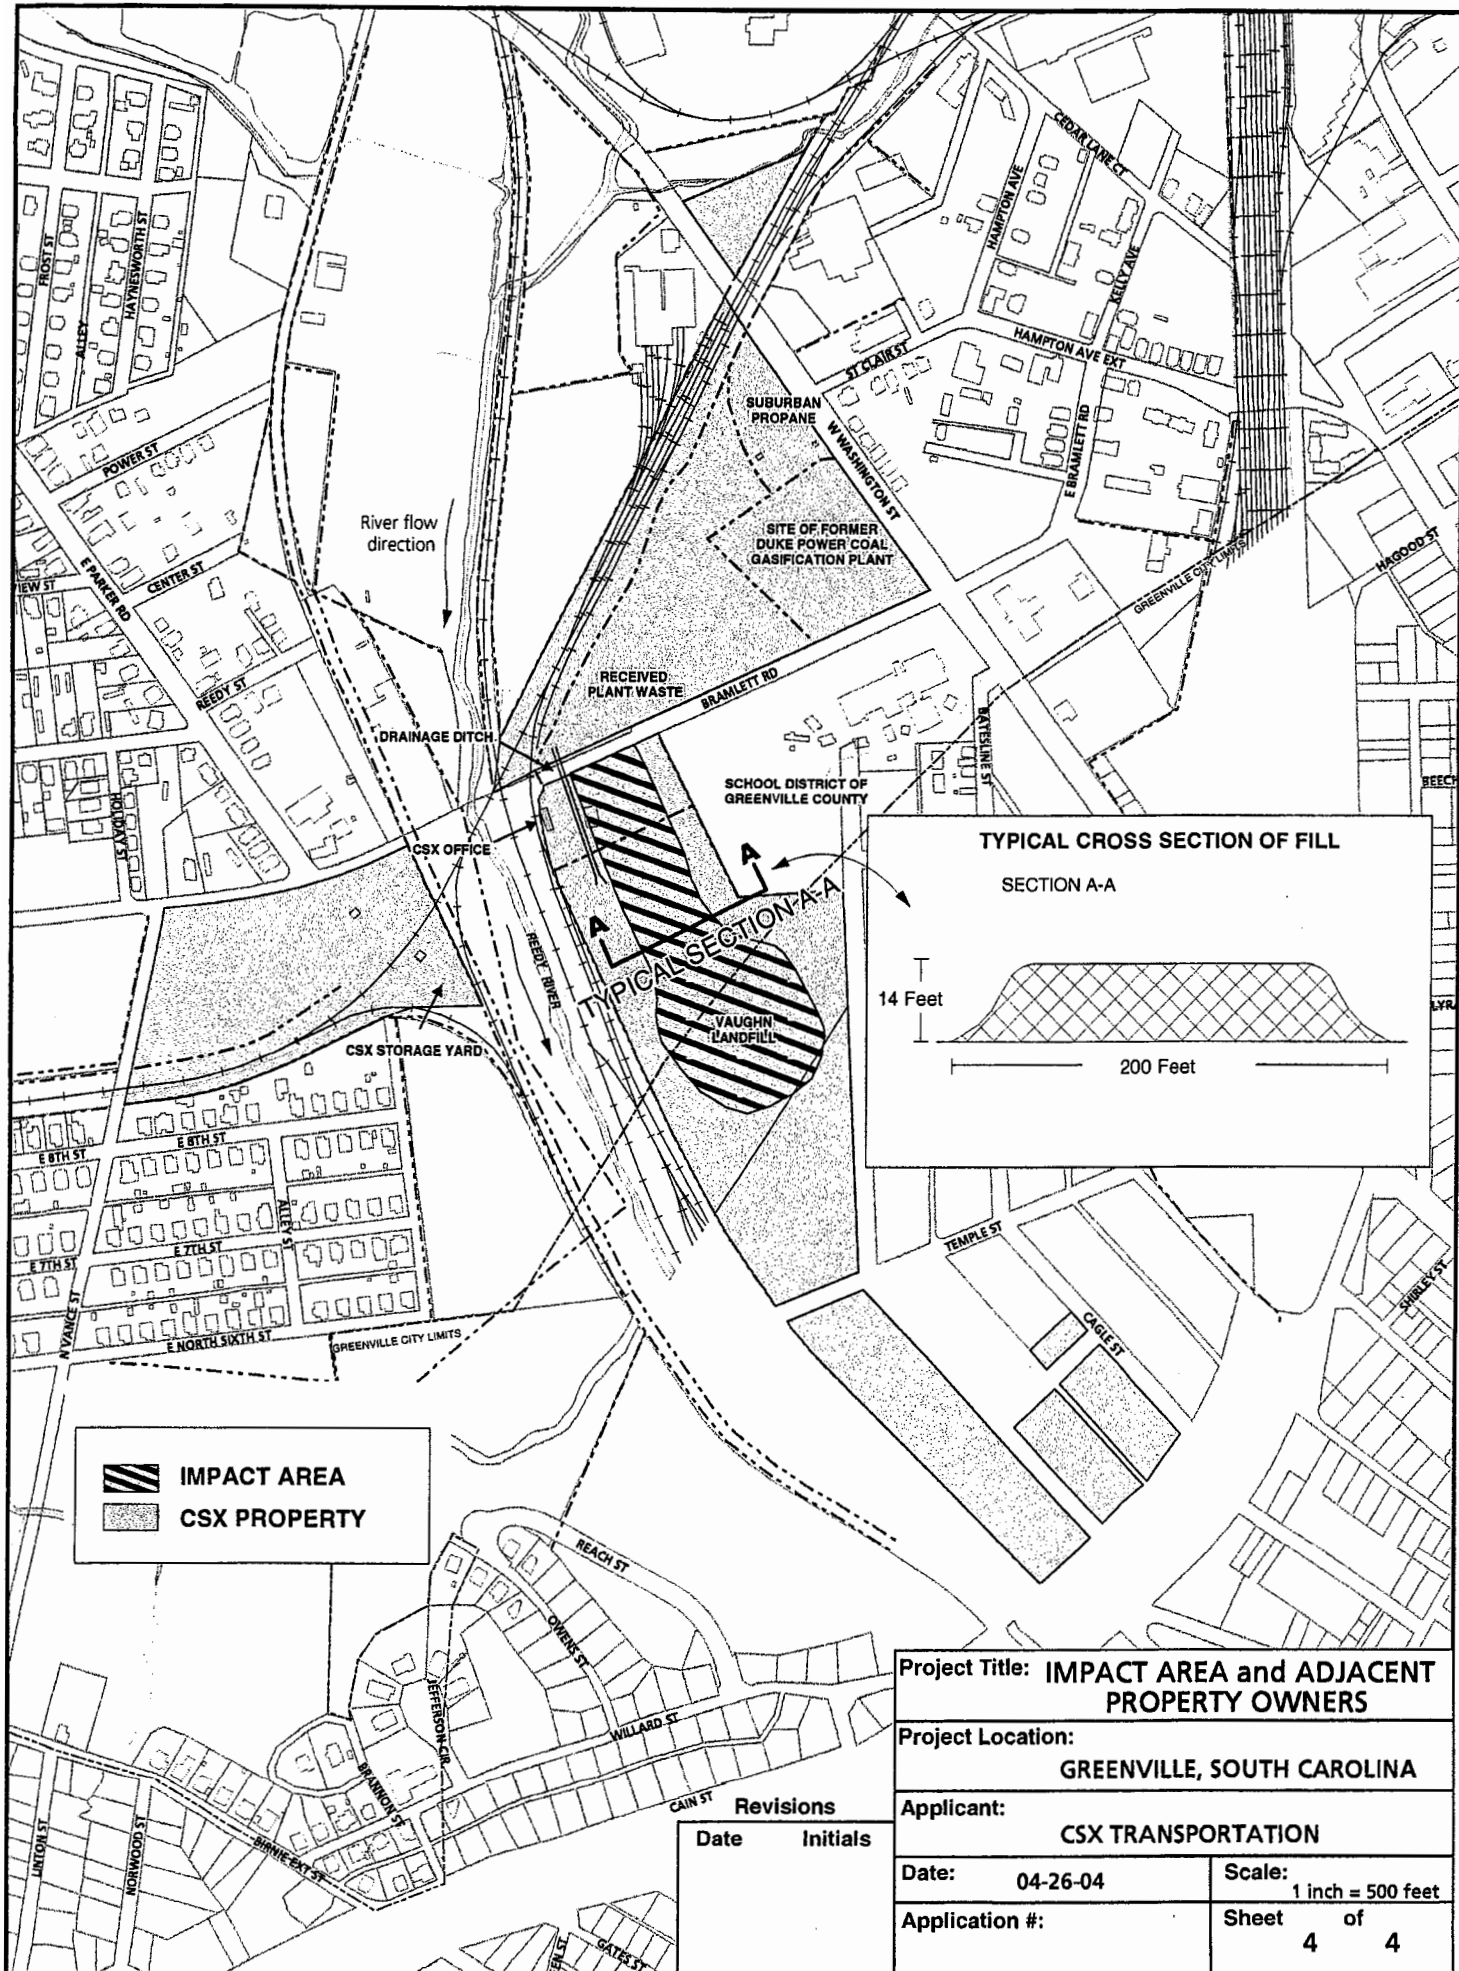 CEDAR LANE CT
HAMPTON AVE
FROST ST
HAYNESWORTH ST
ALLEY
KELLY AVE
HAMPTON AVE EXT
ST CLAIR ST
SUBURBAN
PROPANE
W WASHINGTON ST
E BRAMLETT RD
POWER ST
River flow
direction
SITE OF FORMER
DUKE POWER COAL
GASIFICATION PLANT
HAGOOD ST
GREENVILLE CITY LIMITS
E PARKER RD
CENTER ST
VIEW ST
REEDY ST
RECEIVED
PLANT WASTE
BRAMLETT RD
DRAINAGE DITCH
BATESLINE ST
BEECH
SCHOOL DISTRICT OF
GREENVILLE COUNTY
HOLIDAY ST
CSX OFFICE
A
A
TYPICAL SECTION A-A
REEDY RIVER
VAUGHN
LANDFILL
CSX STORAGE YARD
TYPICAL CROSS SECTION OF FILL
SECTION A-A
14 Feet
200 Feet
LYRA
E 8TH ST
E 8TH ST
ALLEY ST
E 7TH ST
E 7TH ST
N VANCE ST
E NORTH SIXTH ST
GREENVILLE CITY LIMITS
TEMPLE ST
SHIRLEY ST
CAGLE ST
IMPACT AREA
CSX PROPERTY
REACH ST
OWENS ST
JEFFERSON CIR
WILLARD ST
BRANNON ST
CAIN ST
LINTON ST
NORWOOD ST
BIRNIE EXT ST
GATES ST
EN ST
Revisions
Date Initials
Project Title: IMPACT AREA and ADJACENT
PROPERTY OWNERS
Project Location:
GREENVILLE, SOUTH CAROLINA
Applicant:
CSX TRANSPORTATION
Date: 04-26-04
Scale: 1 inch = 500 feet
Application #:
Sheet of
4 4